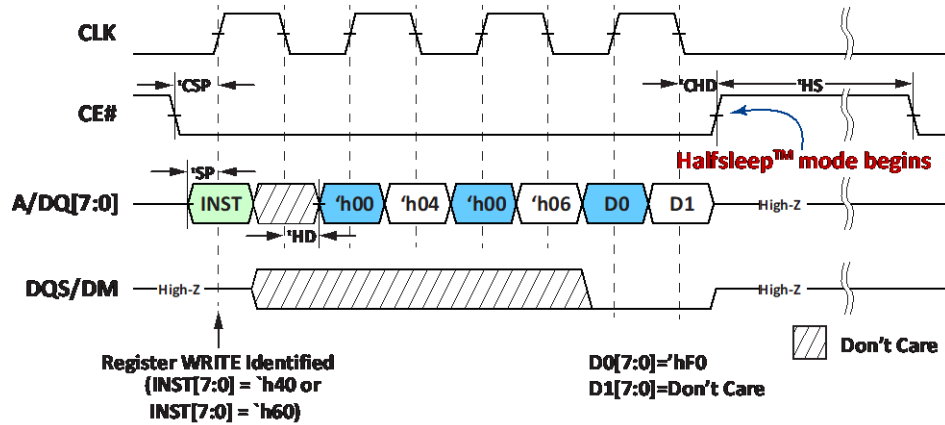 CLK
CE#
ᵗCSP
ᵗCHD
ᵗHS
Halfsleep™ mode begins
ᵗSP
A/DQ[7:0]
INST
‘h00
‘h04
‘h00
‘h06
D0
D1
High-Z
ᵗHD
DQS/DM
High-Z
High-Z
Register WRITE Identified
(INST[7:0] = `h40 or
INST[7:0] = `h60)
D0[7:0]=’hF0
D1[7:0]=Don’t Care
Don’t Care